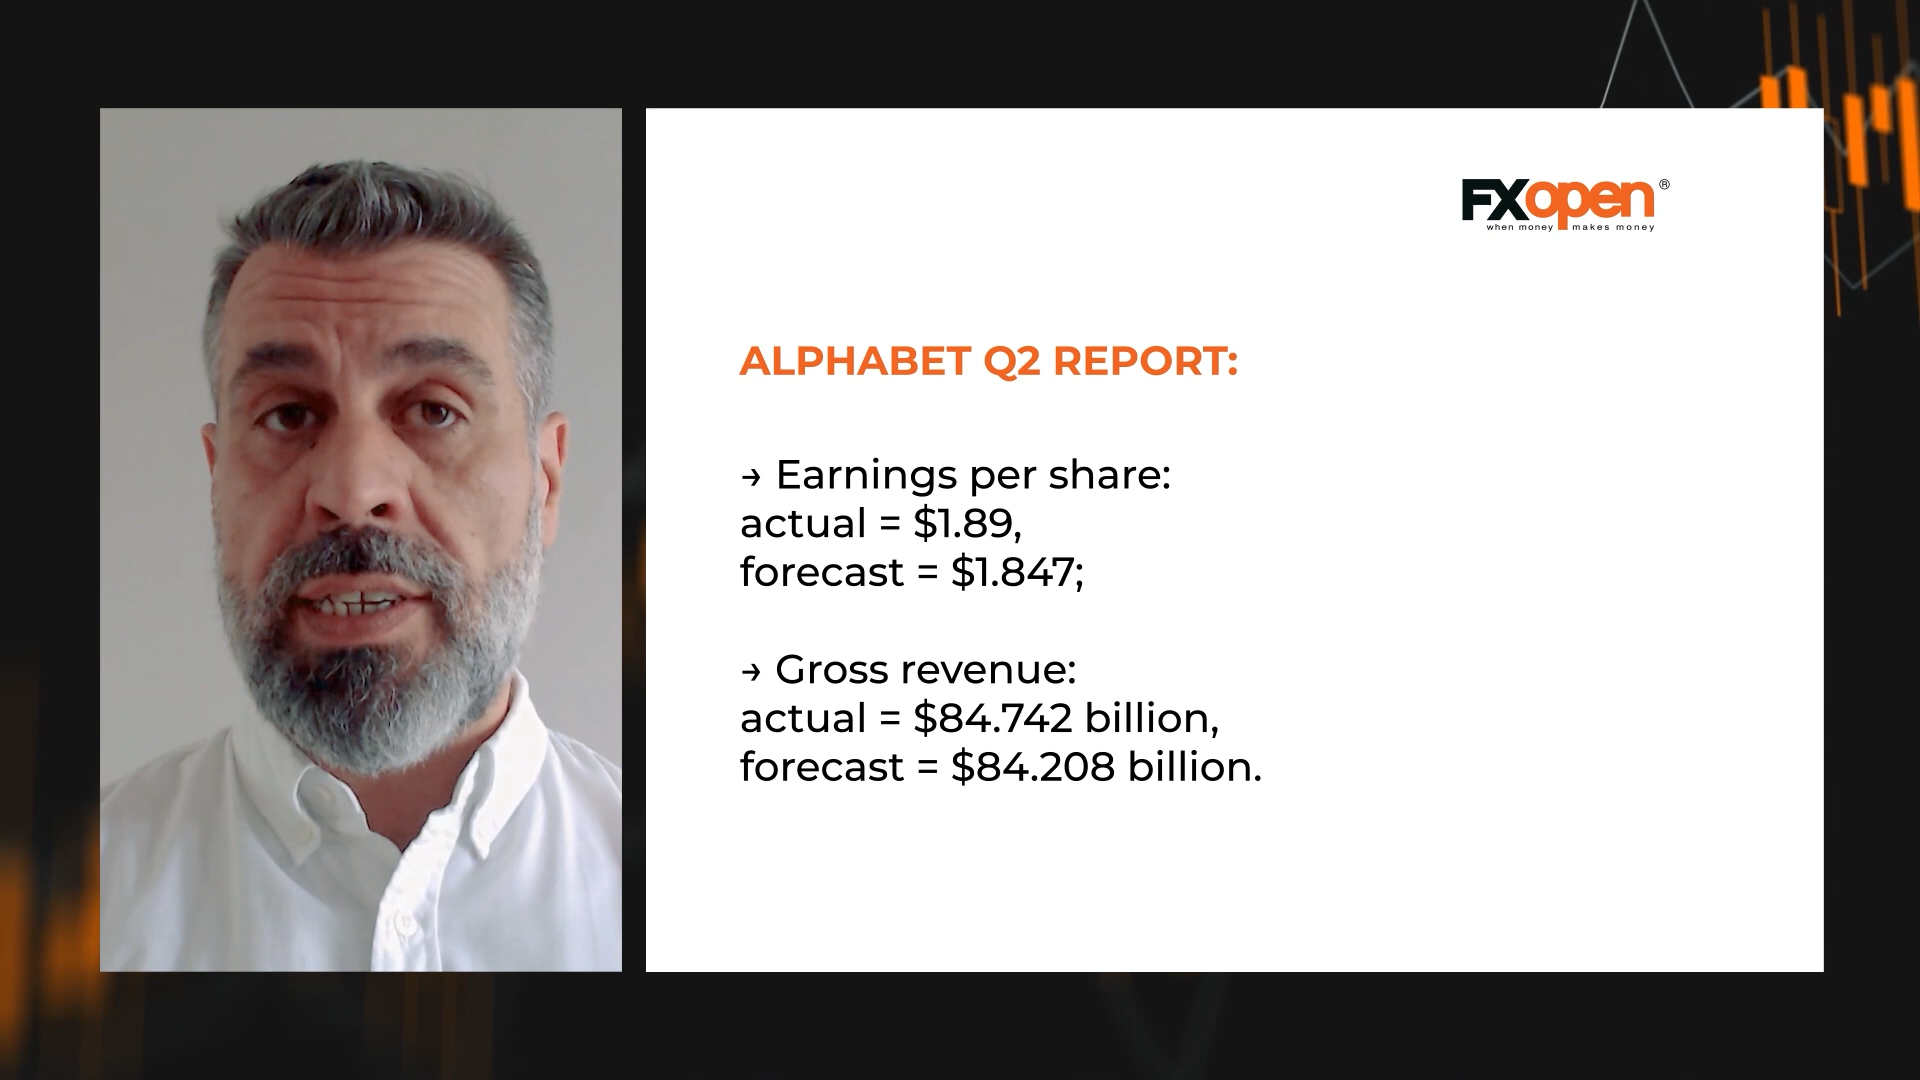 FXopen®
when money makes money
ALPHABET Q2 REPORT:
→ Earnings per share:
actual = $1.89,
forecast = $1.847;
→ Gross revenue:
actual = $84.742 billion,
forecast = $84.208 billion.